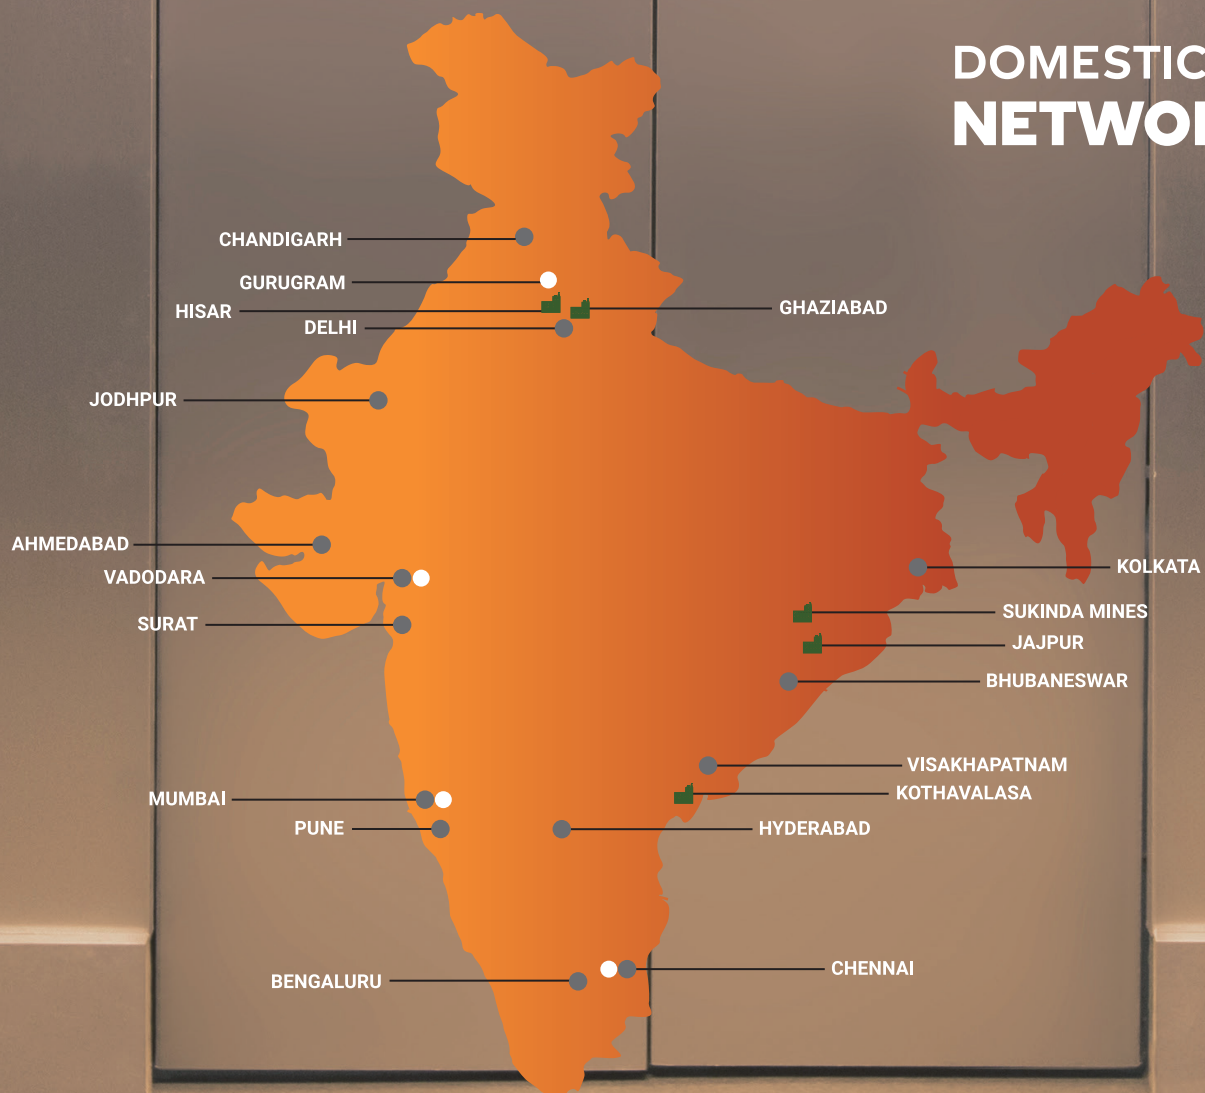 DOMESTIC
CHANDIGARH
GURUGRAM
HISAR
GHAZIABAD
DELHI
JODHPUR
AHMEDABAD
VADODARA
KOLKATA
SURAT
SUKINDA MINES
JAJPUR
BHUBANESWAR
VISAKHAPATNAM
KOTHAVALASA
MUMBAI
PUNE
HYDERABAD
CHENNAI
BENGALURU